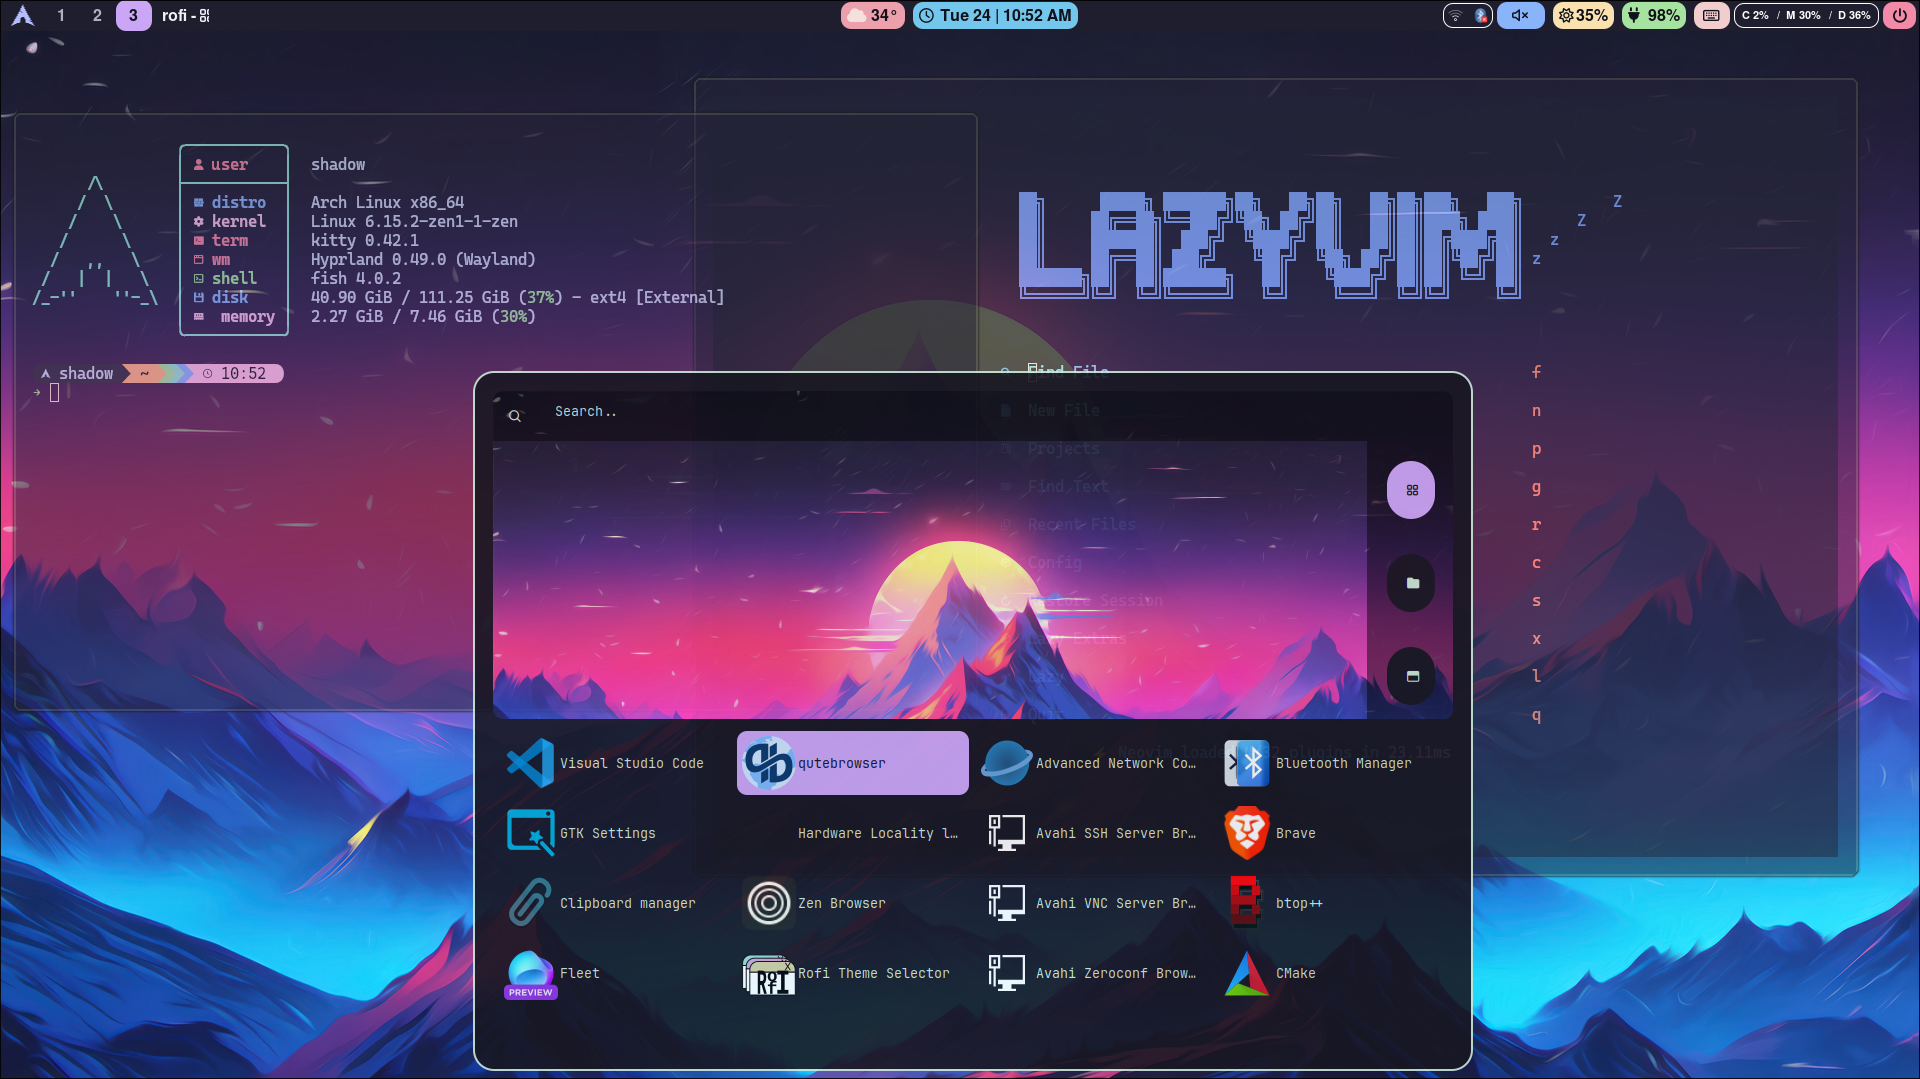 1 2 3 rofi -
34°
Tue 24 | 10:52 AM
35%
98%
C 2% / M 30% / D 36%
user shadow
distro Arch Linux x86_64
kernel Linux 6.15.2-zen1-1-zen
term kitty 0.42.1
wm Hyprland 0.49.0 (Wayland)
shell fish 4.0.2
disk 40.90 GiB / 111.25 GiB (37%) - ext4 [External]
memory 2.27 GiB / 7.46 GiB (30%)
shadow ~ 10:52
LAZYVIM
z
z
z
z
Find File f
New File n
Projects p
Find Text g
Recent Files r
Config c
Restore Session s
Extras x
Lazy l
q
Neovim loaded 32 plugins in 23.11ms
Search..
Visual Studio Code
qutebrowser
Advanced Network Co…
Bluetooth Manager
GTK Settings
Hardware Locality l…
Avahi SSH Server Br…
Brave
Clipboard manager
Zen Browser
Avahi VNC Server Br…
btop++
PREVIEW
Fleet
Rofi
Rofi Theme Selector
Avahi Zeroconf Brow…
CMake